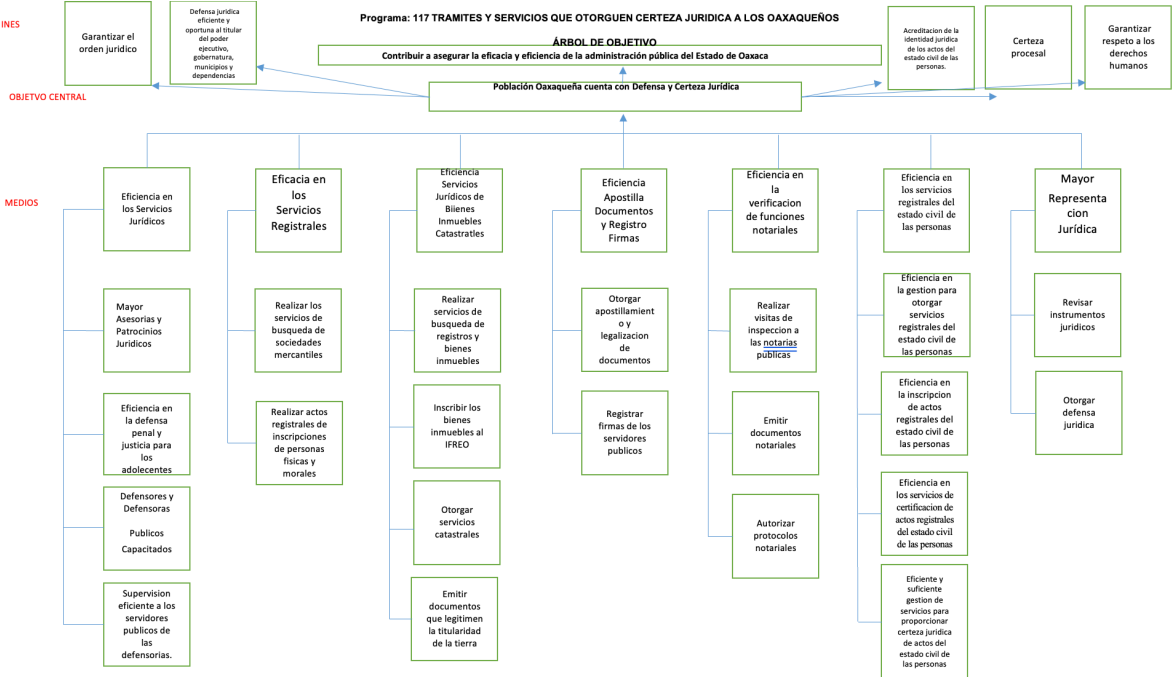 Programa: 117 TRAMITES Y SERVICIOS QUE OTORGUEN CERTEZA JURIDICA A LOS OAXAQUEÑOS
ÁRBOL DE OBJETIVO
INES
Garantizar el
orden juridico
Defensa juridica
eficiente y
oportuna al titular
del poder
ejecutivo,
gobernatura,
municipios y
dependencias
Contribuir a asegurar la eficacia y eficiencia de la administración pública del Estado de Oaxaca
Acreditacion de la
identidad juridica
de los actos del
estado civil de las
personas.
Certeza
procesal
Garantizar
respeto a los
derechos
humanos
OBJETVO CENTRAL
Población Oaxaqueña cuenta con Defensa y Certeza Jurídica
MEDIOS
Eficiencia en
los Servicios
Jurídicos
Mayor
Asesorias y
Patrocinios
Juridicos
Eficiencia en
la defensa
penal y
justicia para
los
adolecentes
Defensores y
Defensoras
Publicos
Capacitados
Supervision
eficiente a los
servidores
publicos de
las
defensorias.
Eficacia en
los
Servicios
Registrales
Realizar los
servicios de
busqueda de
sociedades
mercantiles
Realizar actos
registrales de
inscripciones
de personas
fisicas y
morales
Eficiencia
Servicios
Jurídicos de
Biienes
Inmuebles
Catastratles
Realizar
servicios de
busqueda de
registros y
bienes
inmuebles
Inscribir los
bienes
inmuebles al
IFREO
Otorgar
servicios
catastrales
Emitir
documentos
que legitimen
la titularidad
de la tierra
Eficiencia
Apostilla
Documentos
y Registro
Firmas
Otorgar
apostillamient
o y
legalizacion
de
documentos
Registrar
firmas de los
servidores
publicos
Eficiencia en
la
verificacion
de funciones
notariales
Realizar
visitas de
inspeccion a
las notarias
publicas
Emitir
documentos
notariales
Autorizar
protocolos
notariales
Eficiencia en
los servicios
registrales del
estado civil de
las personas
Eficiencia en
la gestion para
otorgar
servicios
registrales del
estado civil de
las personas
Eficiencia en
la inscripcion
de actos
registrales del
estado civil de
las personas
Eficiencia en
los servicios de
certificacion de
actos registrales
del estado civil
de las personas
Eficiente y
suficiente
gestion de
servicios para
proporcionar
certeza juridica
de actos del
estado civil de
las personas
Mayor
Representa
cion
Jurídica
Revisar
instrumentos
juridicos
Otorgar
defensa
juridica